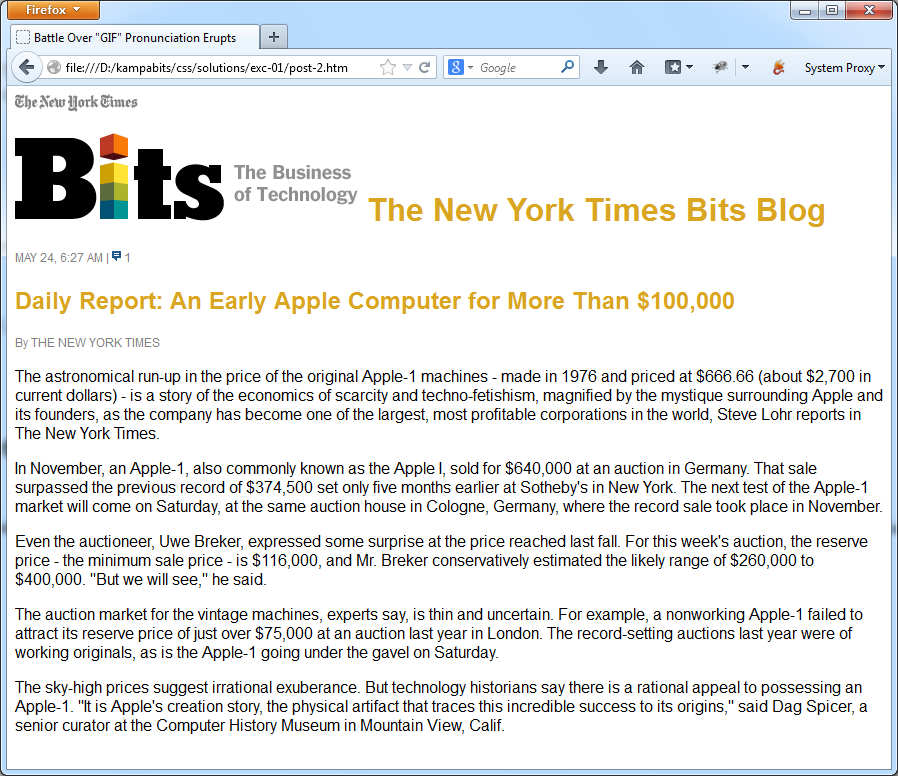 Firefox
Battle Over "GIF" Pronunciation Erupts
file:///D:/kampabits/css/solutions/exc-01/post-2.htm
Google
System Proxy
The New York Times
Bits
The Business
of Technology
The New York Times Bits Blog
MAY 24, 6:27 AM | 1
Daily Report: An Early Apple Computer for More Than $100,000
By THE NEW YORK TIMES
The astronomical run-up in the price of the original Apple-1 machines - made in 1976 and priced at $666.66 (about $2,700 in
current dollars) - is a story of the economics of scarcity and techno-fetishism, magnified by the mystique surrounding Apple and
its founders, as the company has become one of the largest, most profitable corporations in the world, Steve Lohr reports in
The New York Times.
In November, an Apple-1, also commonly known as the Apple I, sold for $640,000 at an auction in Germany. That sale
surpassed the previous record of $374,500 set only five months earlier at Sotheby's in New York. The next test of the Apple-1
market will come on Saturday, at the same auction house in Cologne, Germany, where the record sale took place in November.
Even the auctioneer, Uwe Breker, expressed some surprise at the price reached last fall. For this week's auction, the reserve
price - the minimum sale price - is $116,000, and Mr. Breker conservatively estimated the likely range of $260,000 to
$400,000. "But we will see," he said.
The auction market for the vintage machines, experts say, is thin and uncertain. For example, a nonworking Apple-1 failed to
attract its reserve price of just over $75,000 at an auction last year in London. The record-setting auctions last year were of
working originals, as is the Apple-1 going under the gavel on Saturday.
The sky-high prices suggest irrational exuberance. But technology historians say there is a rational appeal to possessing an
Apple-1. "It is Apple's creation story, the physical artifact that traces this incredible success to its origins," said Dag Spicer, a
senior curator at the Computer History Museum in Mountain View, Calif.